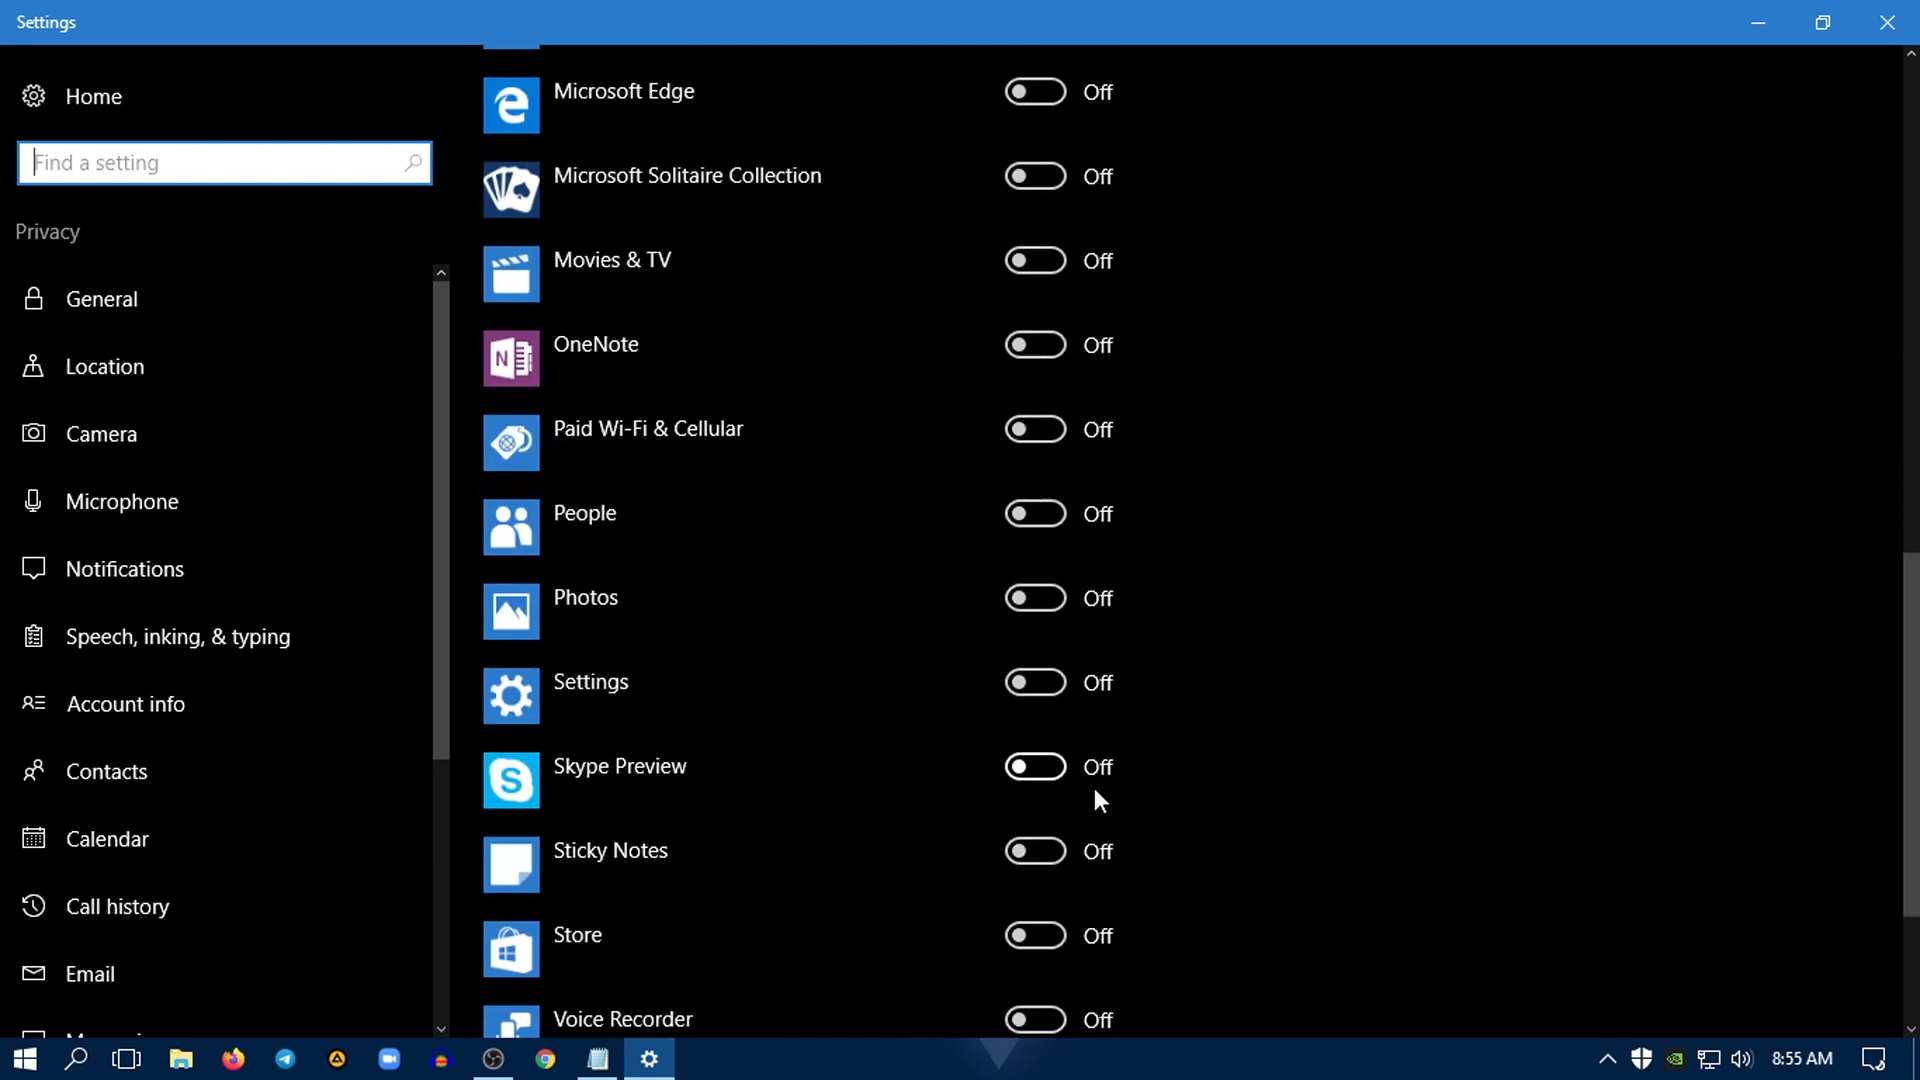 Settings
Home
Find a setting
Privacy
General
Location
Camera
Microphone
Notifications
Speech, inking, & typing
Account info
Contacts
Calendar
Call history
Email
Microsoft Edge Off
Microsoft Solitaire Collection Off
Movies & TV Off
OneNote Off
Paid Wi-Fi & Cellular Off
People Off
Photos Off
Settings Off
Skype Preview Off
Sticky Notes Off
Store Off
Voice Recorder Off
8:55 AM